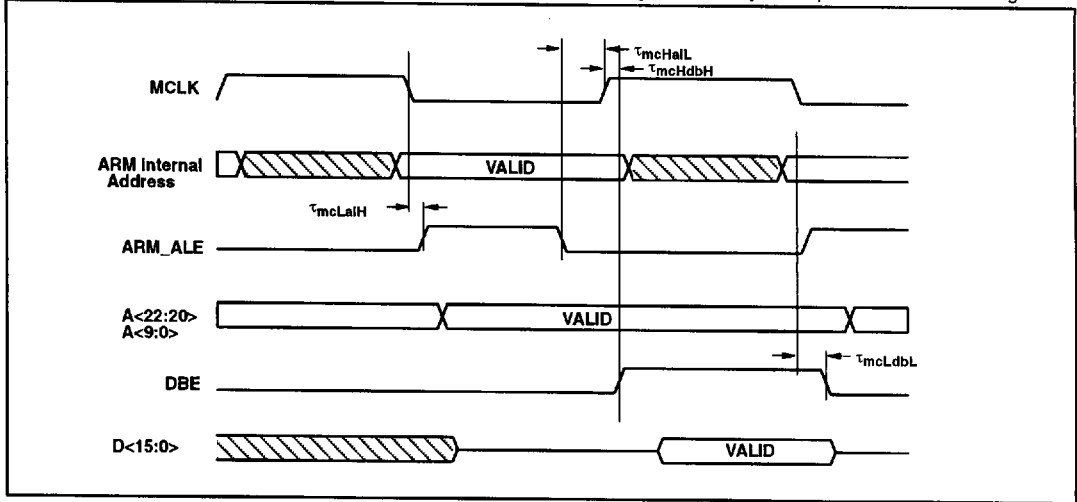 τmcHalL
τmcHdbH
MCLK
ARM Internal
Address
VALID
τmcLalH
ARM_ALE
A<22:20>
A<9:0>
VALID
DBE
τmcLdbL
D<15:0>
VALID